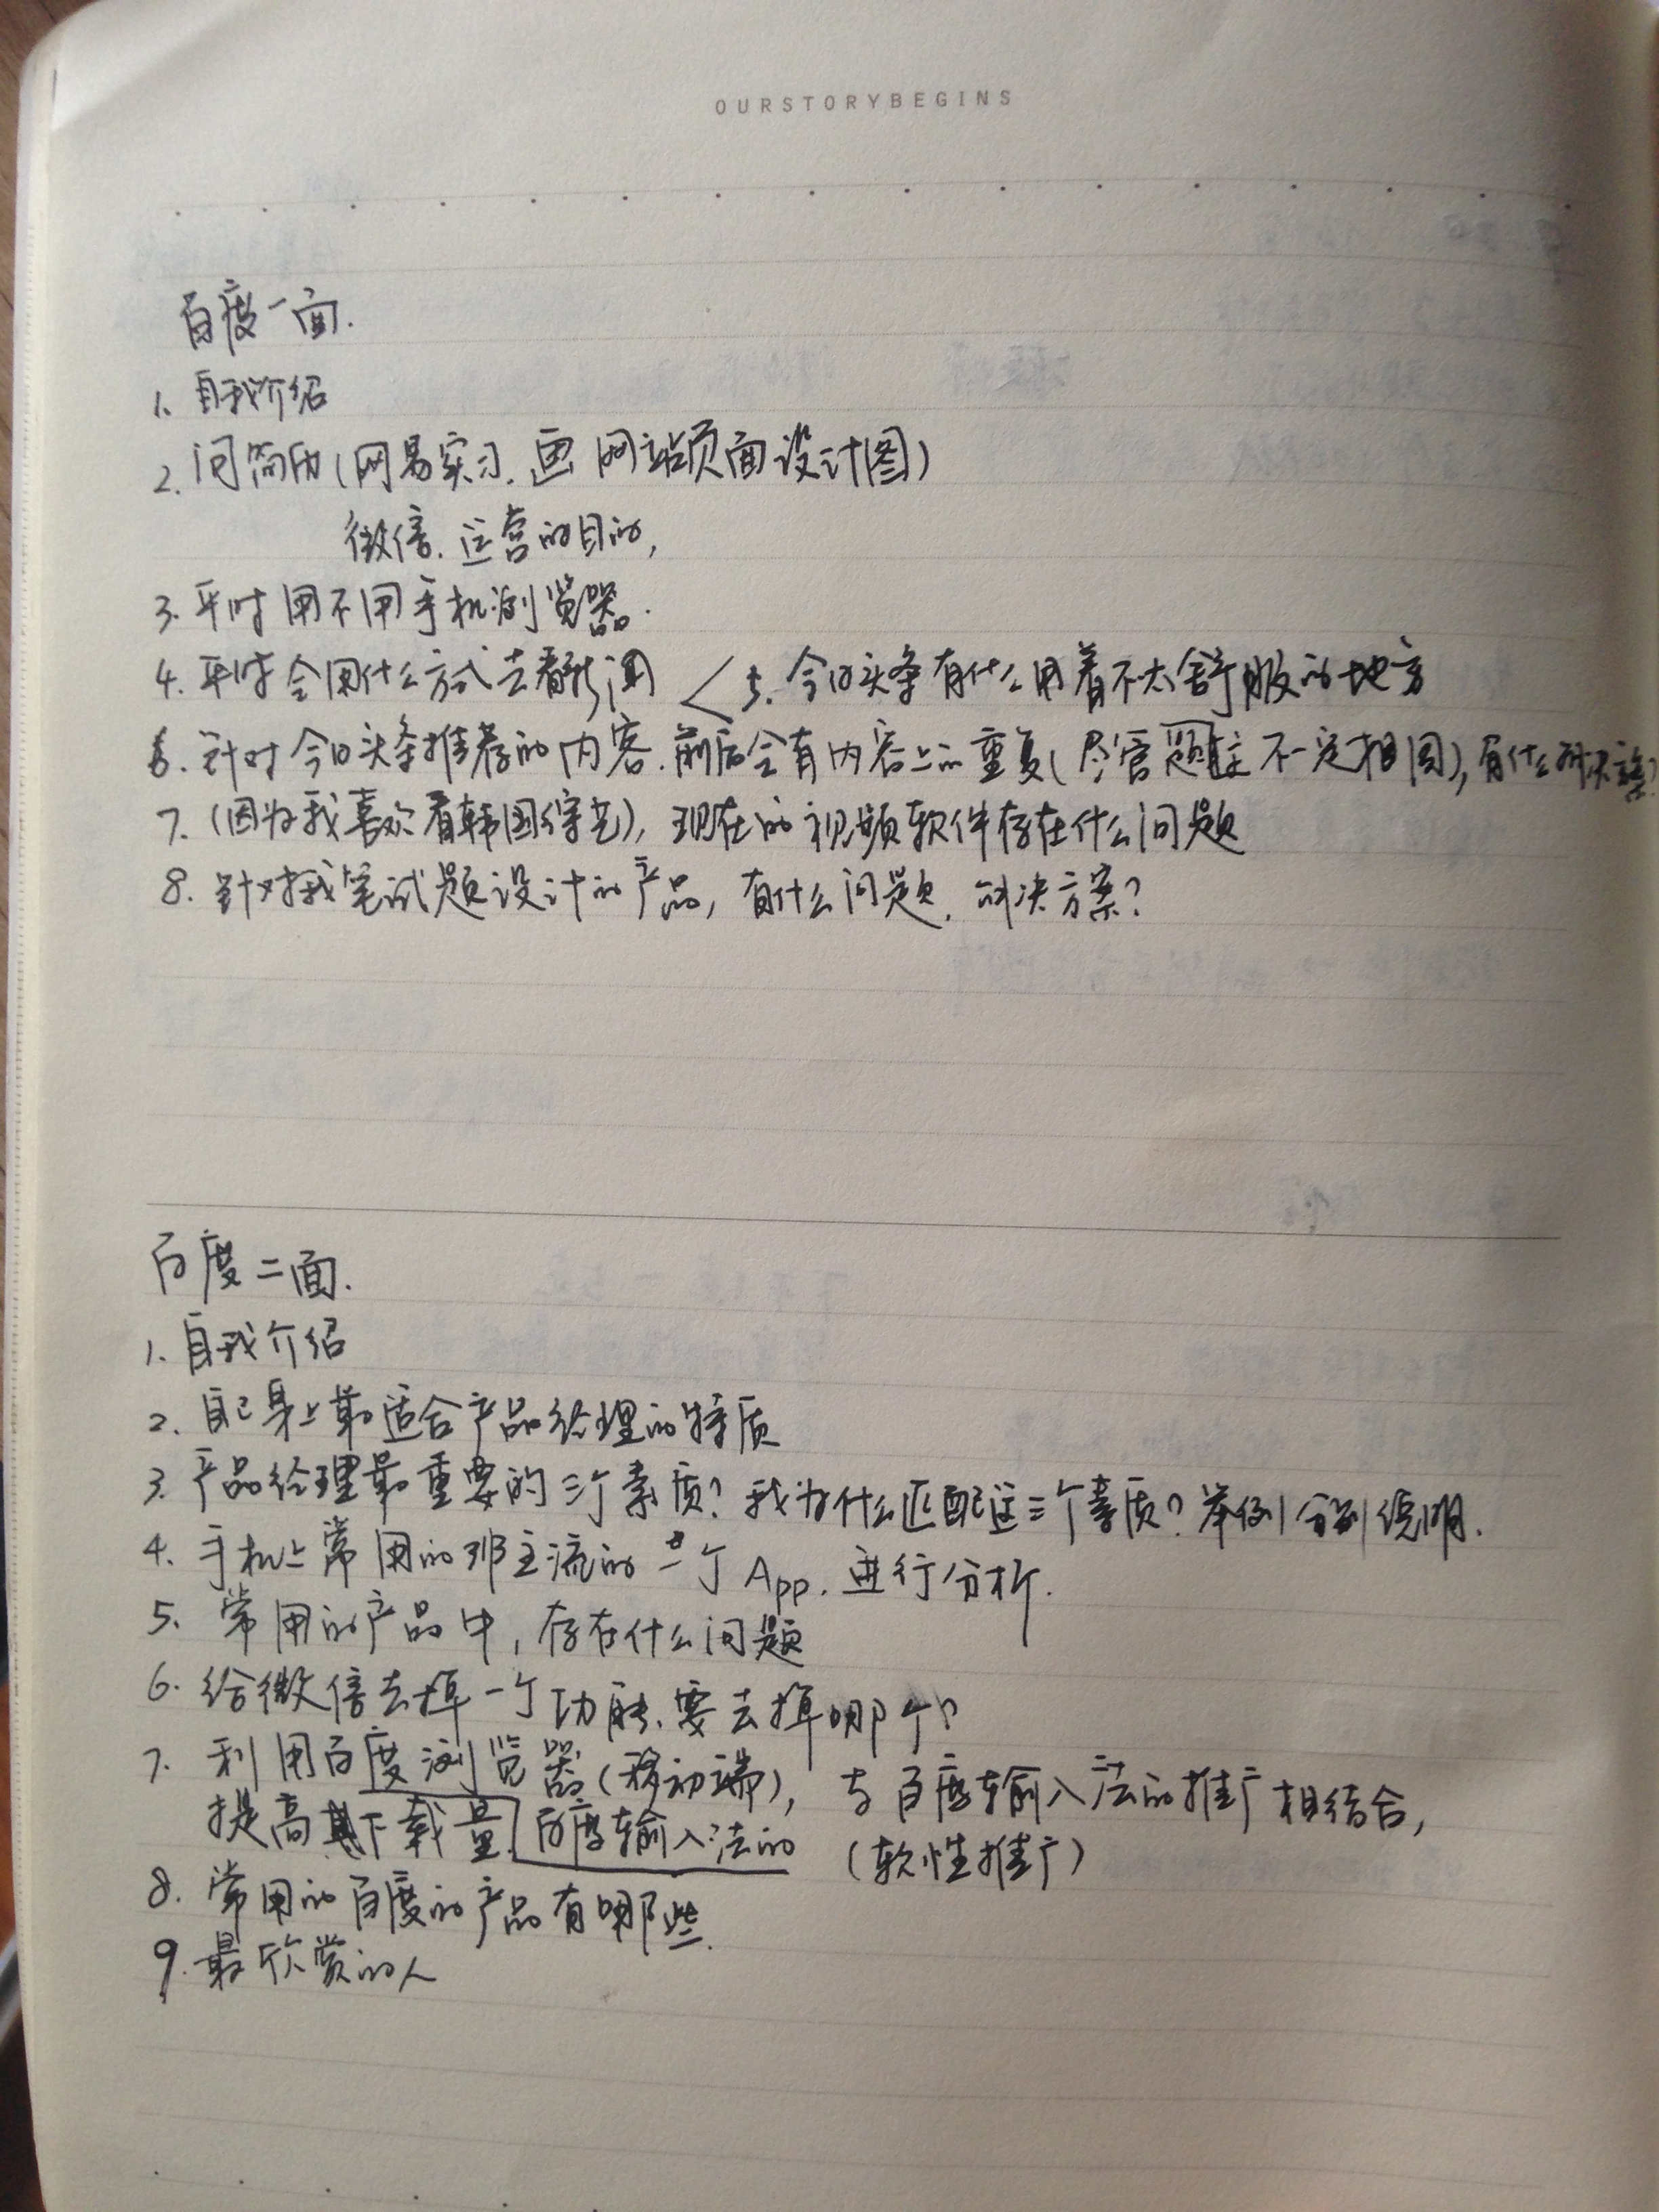 OURSTORYBEGINS
百度一面.
1. 自我介绍
2. 问简历(网易实习. 画网站页面设计图)
微信. 运营的目的,
3. 平时用不用手机浏览器.
4. 平时会用什么方式去看新闻 < 5. 今日头条有什么用着不太舒服的地方
6. 针对今日头条推荐的内容. 前后会有内容上的重复(尽管题 不一定相同), 有什么解决方案?
7. (因为我喜欢看韩国综艺), 现在的视频软件存在什么问题
8. 针对我笔试题设计的产品, 有什么问题. 解决方案?
百度二面.
1. 自我介绍
2. 自己身上最适合产品经理的特质
3. 产品经理最重要的三个素质? 我为什么匹配这三个素质? 举例分别说明.
4. 手机上常用的非主流的 个App. 进行分析.
5. 常用的产品中, 存在什么问题
6. 给微信去掉一个功能. 要去掉哪个?
7. 利用百度浏览器(移动端), 与百度输入法的推广相结合,
提高其下载量. 百度输入法的 (软性推广)
8. 常用的百度的产品有哪些.
9. 最欣赏的人